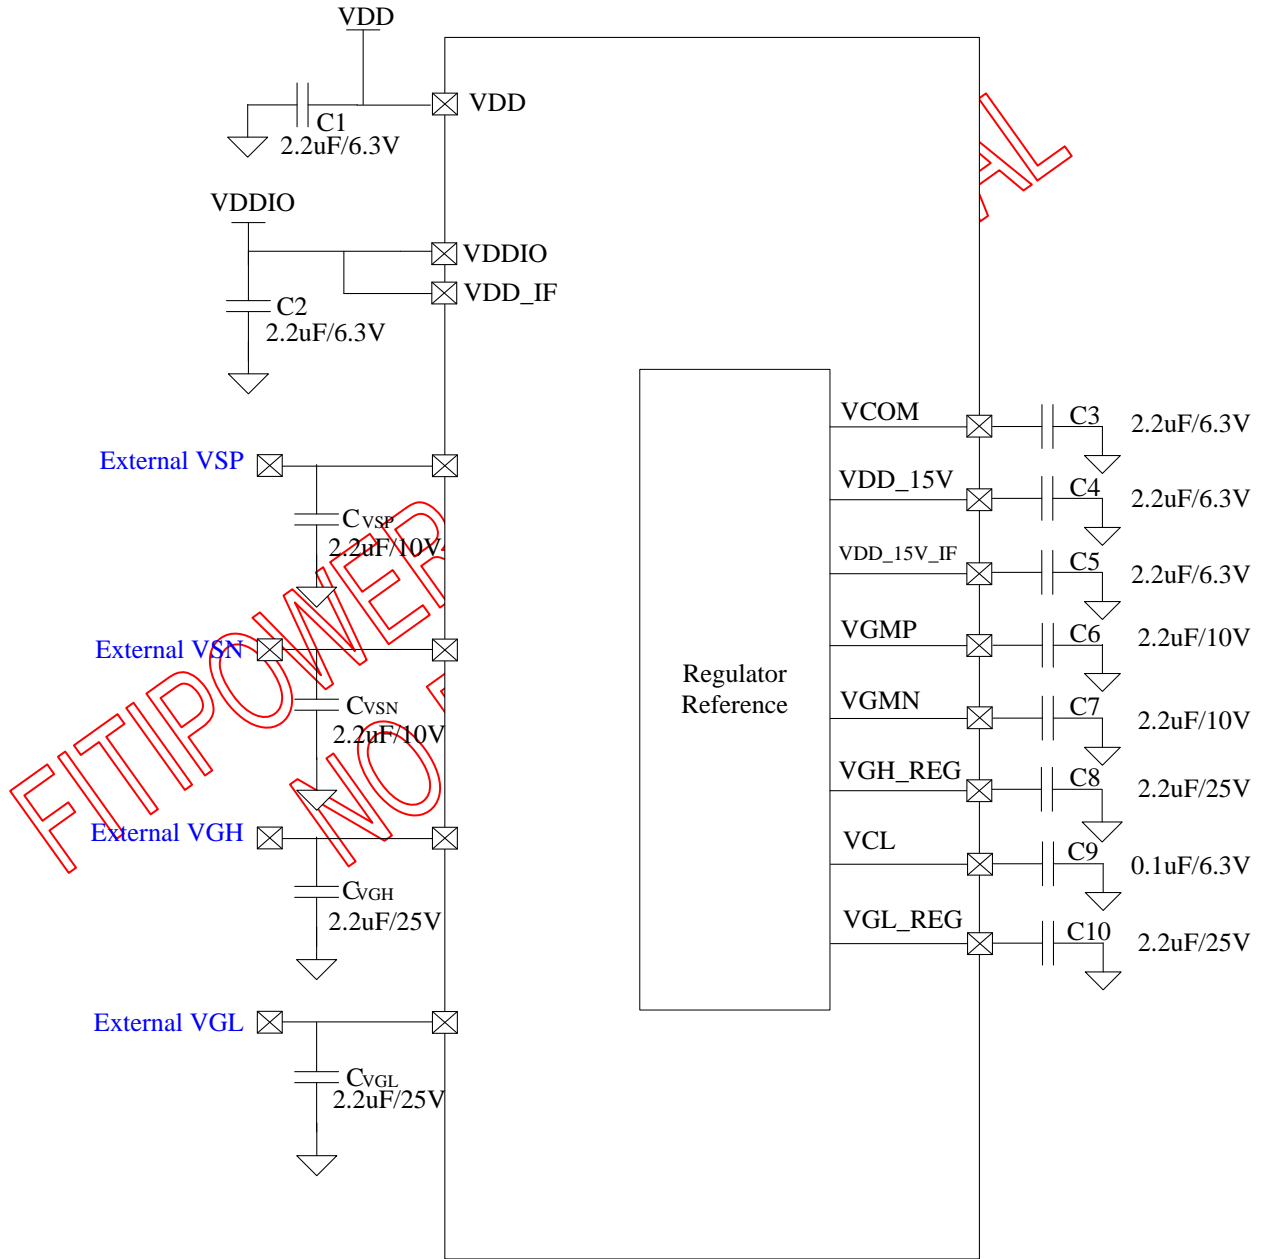 VDD
VDD
C1
2.2uF/6.3V
VDDIO
VDDIO
VDD_IF
C2
2.2uF/6.3V
External VSP
CVSP
2.2uF/10V
External VSN
CVSN
2.2uF/10V
External VGH
CVGH
2.2uF/25V
External VGL
CVGL
2.2uF/25V
Regulator
Reference
VCOM C3 2.2uF/6.3V
VDD_15V C4 2.2uF/6.3V
VDD_15V_IF C5 2.2uF/6.3V
VGMP C6 2.2uF/10V
VGMN C7 2.2uF/10V
VGH_REG C8 2.2uF/25V
VCL C9 0.1uF/6.3V
VGL_REG C10 2.2uF/25V
FITIPOWER
NO
AL